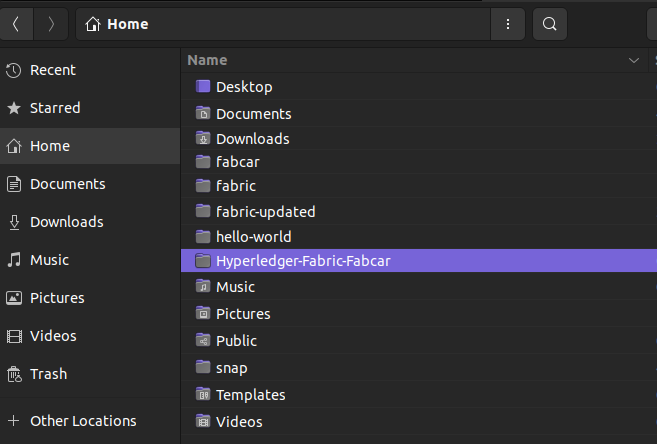 Home
Name
Recent
Starred
Home
Documents
Downloads
Music
Pictures
Videos
Trash
Other Locations
Desktop
Documents
Downloads
fabcar
fabric
fabric-updated
hello-world
Hyperledger-Fabric-Fabcar
Music
Pictures
Public
snap
Templates
Videos